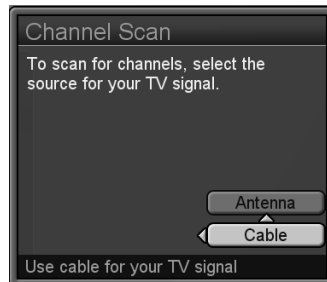 Channel Scan
To scan for channels, select the
source for your TV signal.
Antenna
Cable
Use cable for your TV signal